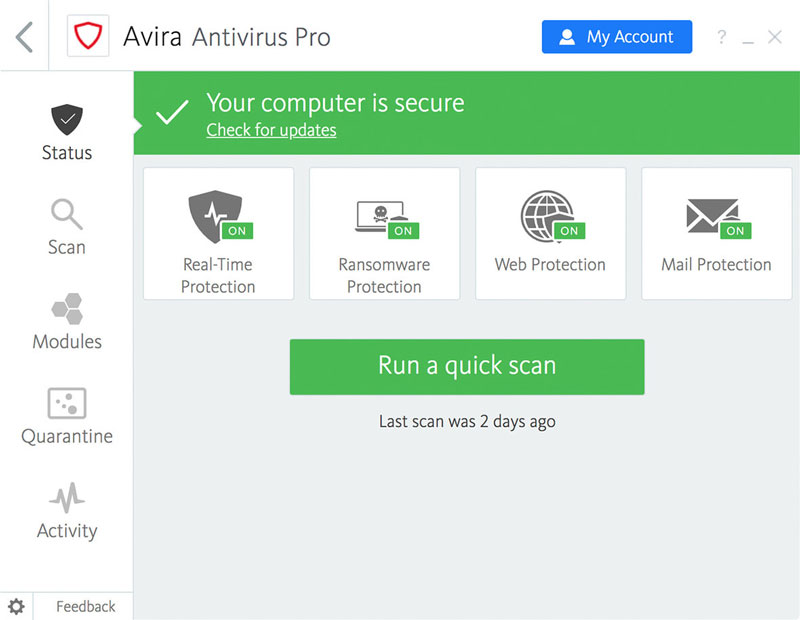 Avira Antivirus Pro
My Account
?
Your computer is secure
Check for updates
Status
Scan
Modules
Quarantine
Activity
ON
Real-Time
Protection
ON
Ransomware
Protection
ON
Web Protection
ON
Mail Protection
Run a quick scan
Last scan was 2 days ago
Feedback